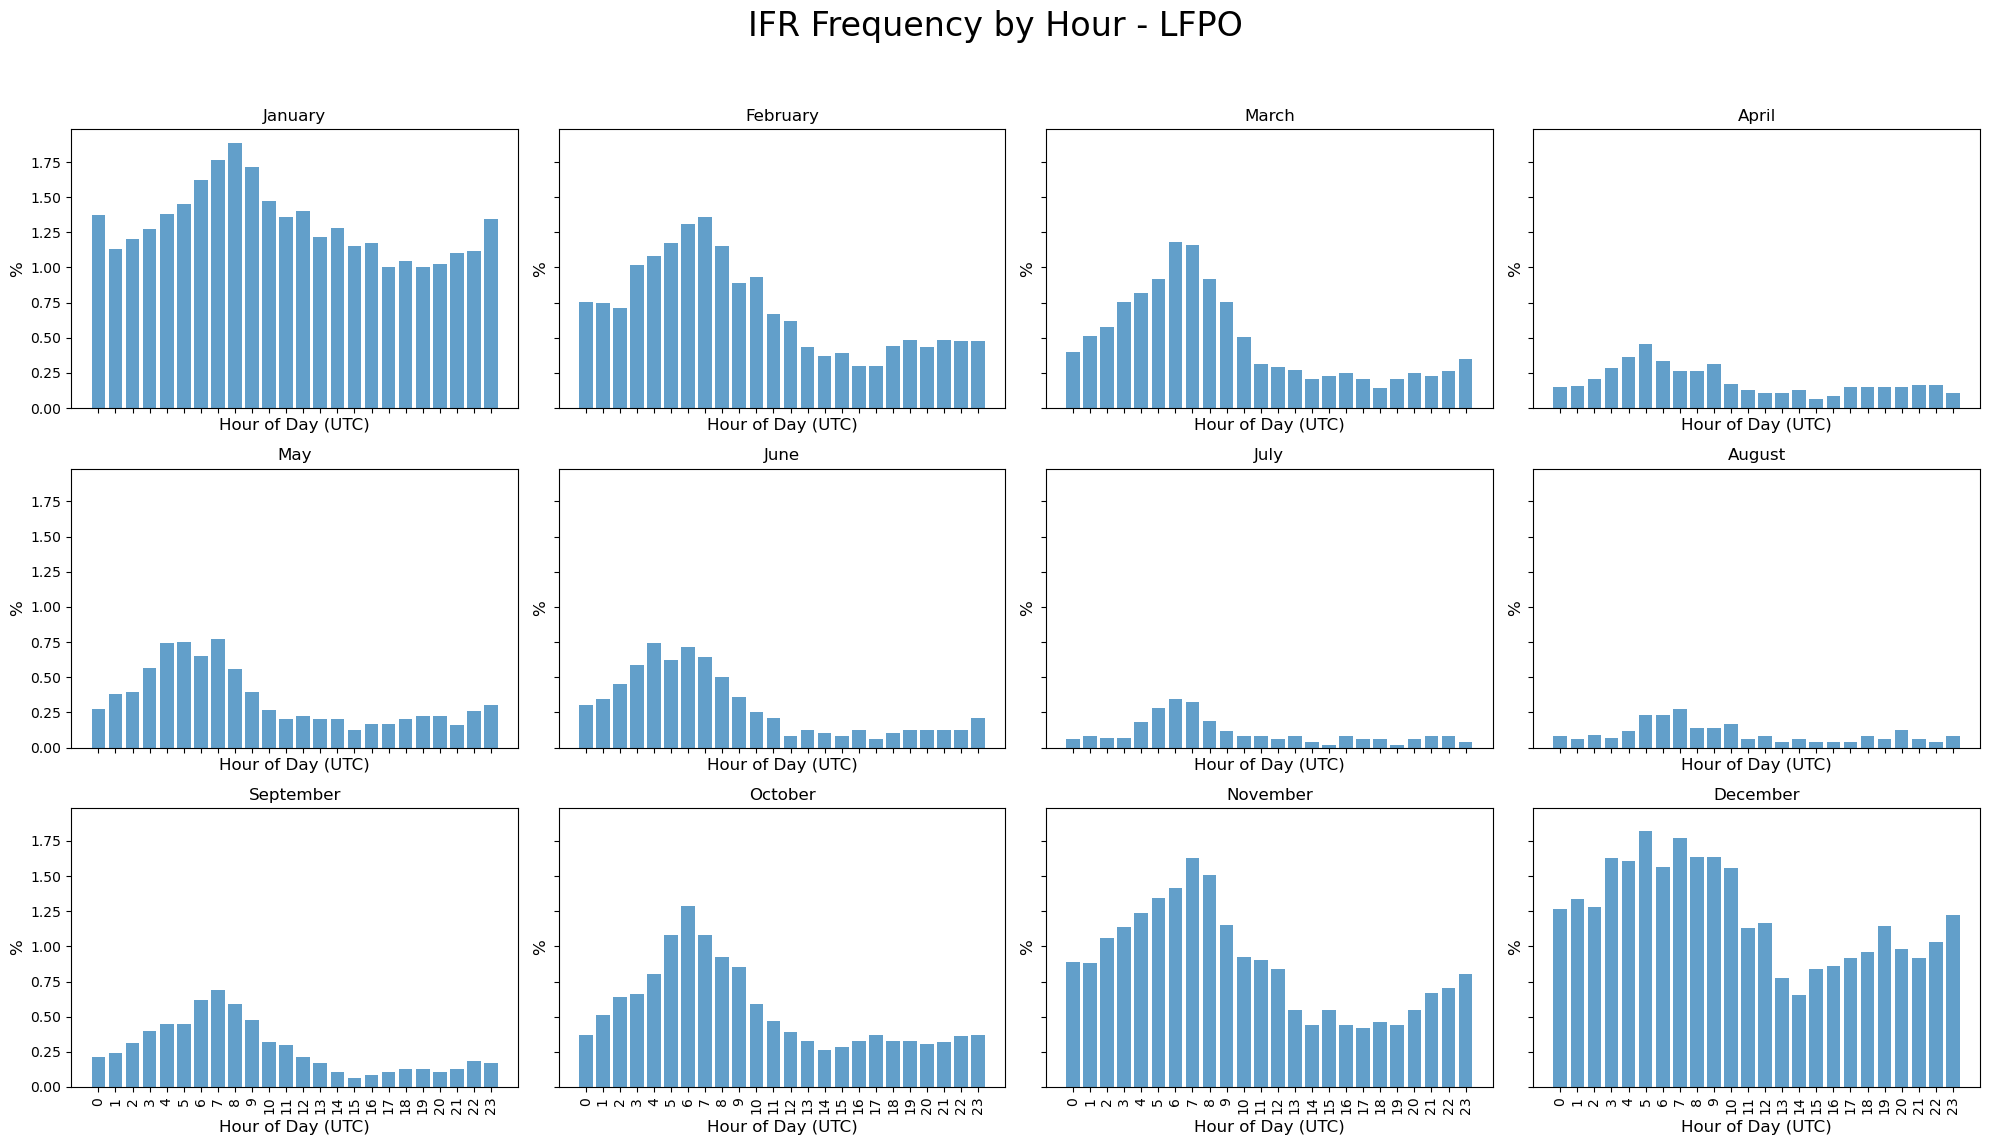 IFR Frequency by Hour - LFPO
January
February
March
April
%
1.75
1.50
1.25
1.00
0.75
0.50
0.25
0.00
%
%
%
Hour of Day (UTC)
Hour of Day (UTC)
Hour of Day (UTC)
Hour of Day (UTC)
May
June
July
August
%
1.75
1.50
1.25
1.00
0.75
0.50
0.25
0.00
%
%
%
Hour of Day (UTC)
Hour of Day (UTC)
Hour of Day (UTC)
Hour of Day (UTC)
September
October
November
December
%
1.75
1.50
1.25
1.00
0.75
0.50
0.25
0.00
%
%
%
0 1 2 3 4 5 6 7 8 9 10 11 12 13 14 15 16 17 18 19 20 21 22 23
0 1 2 3 4 5 6 7 8 9 10 11 12 13 14 15 16 17 18 19 20 21 22 23
0 1 2 3 4 5 6 7 8 9 10 11 12 13 14 15 16 17 18 19 20 21 22 23
0 1 2 3 4 5 6 7 8 9 10 11 12 13 14 15 16 17 18 19 20 21 22 23
Hour of Day (UTC)
Hour of Day (UTC)
Hour of Day (UTC)
Hour of Day (UTC)